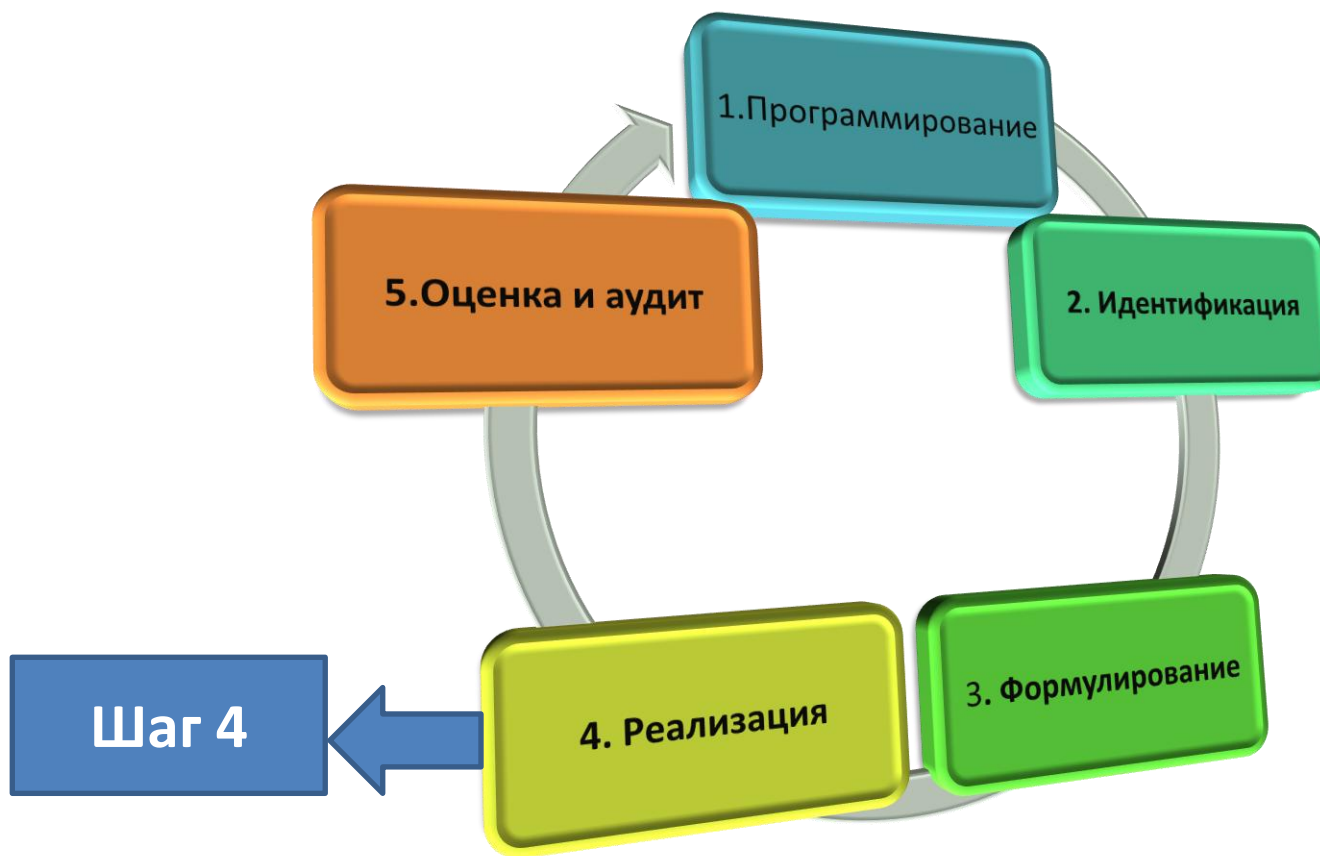 1.Программирование
2. Идентификация
3. Формулирование
4. Реализация
5.Оценка и аудит
Шаг 4